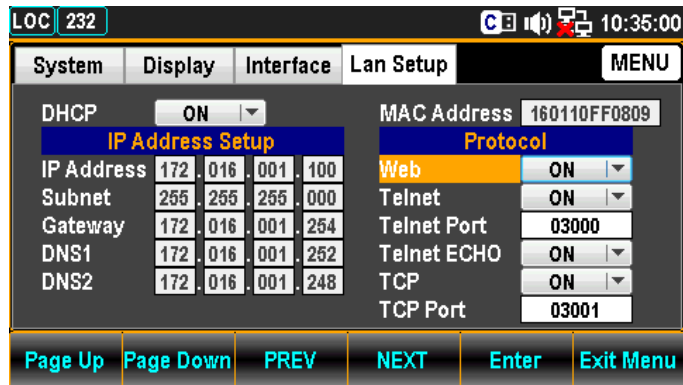 LOC 232 C 10:35:00
System Display Interface Lan Setup MENU
DHCP ON MAC Address 160110FF0809
IP Address Setup Protocol
IP Address 172 . 016 . 001 . 100 Web ON
Subnet 255 . 255 . 255 . 000 Telnet ON
Gateway 172 . 016 . 001 . 254 Telnet Port 03000
DNS1 172 . 016 . 001 . 252 Telnet ECHO ON
DNS2 172 . 016 . 001 . 248 TCP ON
TCP Port 03001
Page Up Page Down PREV NEXT Enter Exit Menu